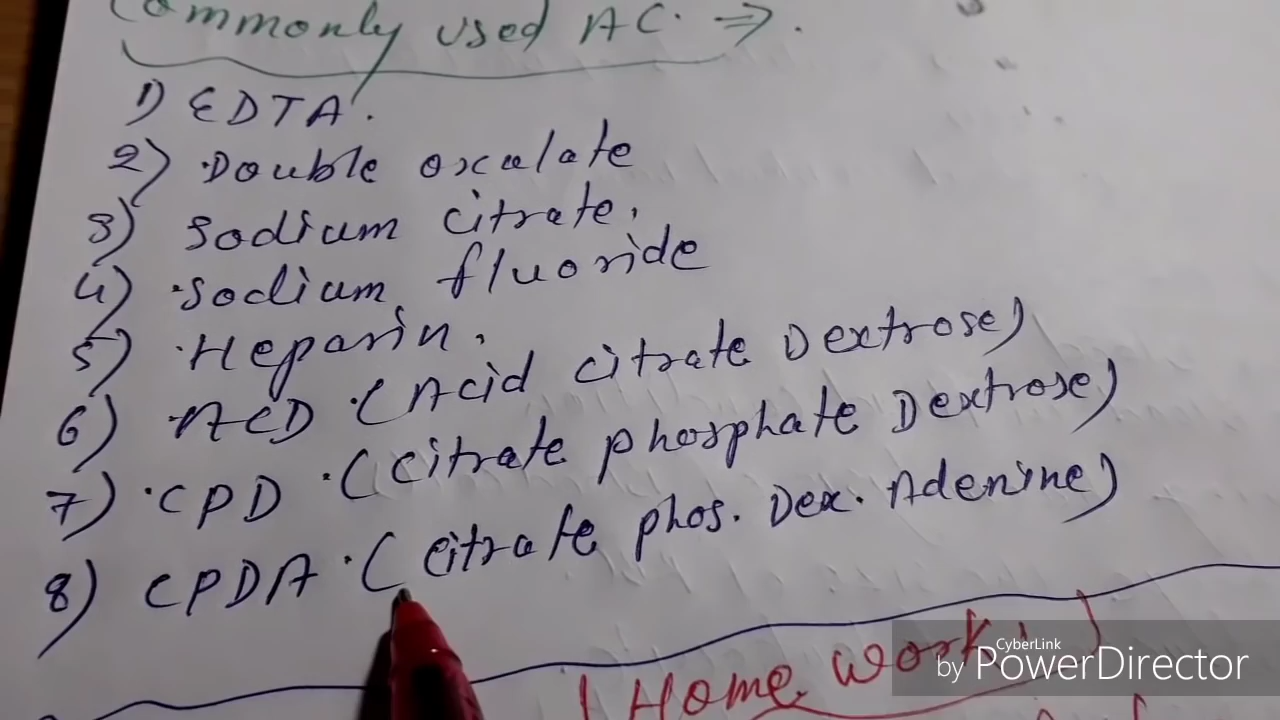 Commonly used AC. ⇒.
1) EDTA.
2) Double oxalate
3) Sodium citrate.
4) Sodium fluoride
5) Heparin.
6) ACD (Acid citrate Dextrose)
7) CPD (citrate phosphate Dextrose)
8) CPDA (citrate phos. Dex. Adenine)
(Home work.)
CyberLink
by PowerDirector